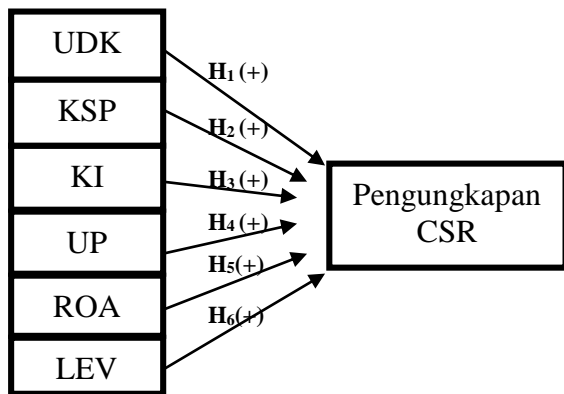 UDK
KSP
KI
UP
ROA
LEV
H₁ (+)
H₂ (+)
H₃ (+)
H₄ (+)
H₅(+)
H₆(+)
Pengungkapan
CSR